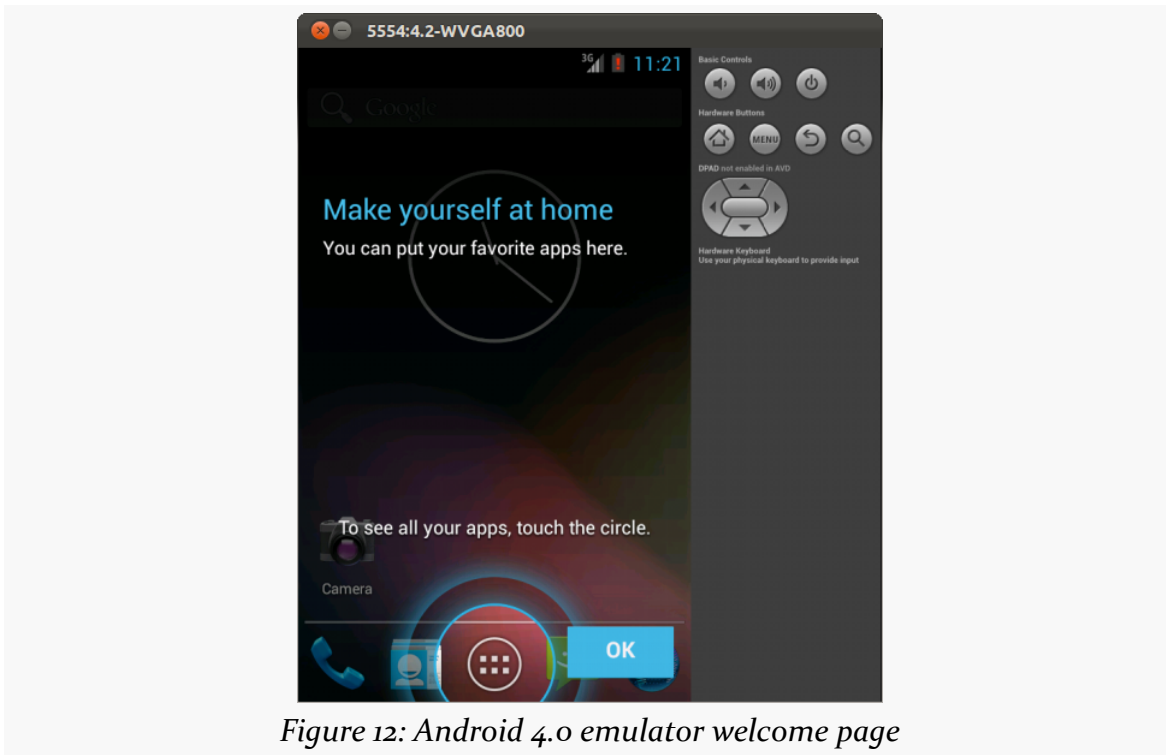 5554:4.2-WVGA800
3G 11:21
Google
Make yourself at home
You can put your favorite apps here.
To see all your apps, touch the circle.
Camera
OK
Basic Controls
Hardware Buttons
MENU
DPAD not enabled in AVD
Hardware Keyboard
Use your physical keyboard to provide input
Figure 12: Android 4.0 emulator welcome page